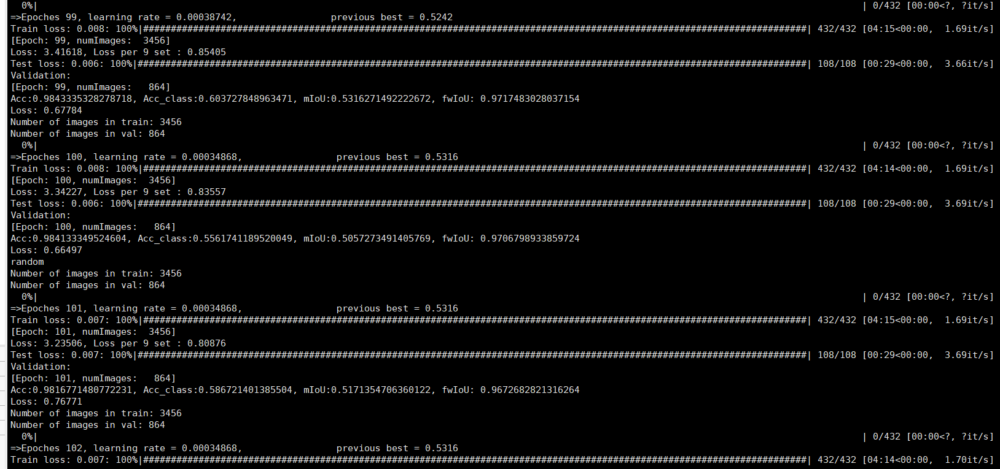 0%| | 0/432 [00:00<?, ?it/s]
=>Epoches 99, learning rate = 0.00038742, previous best = 0.5242
Train loss: 0.008: 100%|########################################################################################################################| 432/432 [04:15<00:00, 1.69it/s]
[Epoch: 99, numImages: 3456]
Loss: 3.41618, Loss per 9 set : 0.85405
Test loss: 0.006: 100%|#########################################################################################################################| 108/108 [00:29<00:00, 3.66it/s]
Validation:
[Epoch: 99, numImages: 864]
Acc:0.9843335328278718, Acc_class:0.603727848963471, mIoU:0.5316271492222672, fwIoU: 0.9717483028037154
Loss: 0.67784
Number of images in train: 3456
Number of images in val: 864
0%| | 0/432 [00:00<?, ?it/s]
=>Epoches 100, learning rate = 0.00034868, previous best = 0.5316
Train loss: 0.008: 100%|########################################################################################################################| 432/432 [04:14<00:00, 1.69it/s]
[Epoch: 100, numImages: 3456]
Loss: 3.34227, Loss per 9 set : 0.83557
Test loss: 0.006: 100%|#########################################################################################################################| 108/108 [00:29<00:00, 3.69it/s]
Validation:
[Epoch: 100, numImages: 864]
Acc:0.984133349524604, Acc_class:0.5561741189520049, mIoU:0.5057273491405769, fwIoU: 0.9706798933859724
Loss: 0.66497
random
Number of images in train: 3456
Number of images in val: 864
0%| | 0/432 [00:00<?, ?it/s]
=>Epoches 101, learning rate = 0.00034868, previous best = 0.5316
Train loss: 0.007: 100%|########################################################################################################################| 432/432 [04:15<00:00, 1.69it/s]
[Epoch: 101, numImages: 3456]
Loss: 3.23506, Loss per 9 set : 0.80876
Test loss: 0.007: 100%|#########################################################################################################################| 108/108 [00:29<00:00, 3.69it/s]
Validation:
[Epoch: 101, numImages: 864]
Acc:0.9816771480772231, Acc_class:0.586721401385504, mIoU:0.5171354706360122, fwIoU: 0.9672682821316264
Loss: 0.76771
Number of images in train: 3456
Number of images in val: 864
0%| | 0/432 [00:00<?, ?it/s]
=>Epoches 102, learning rate = 0.00034868, previous best = 0.5316
Train loss: 0.007: 100%|########################################################################################################################| 432/432 [04:14<00:00, 1.70it/s]